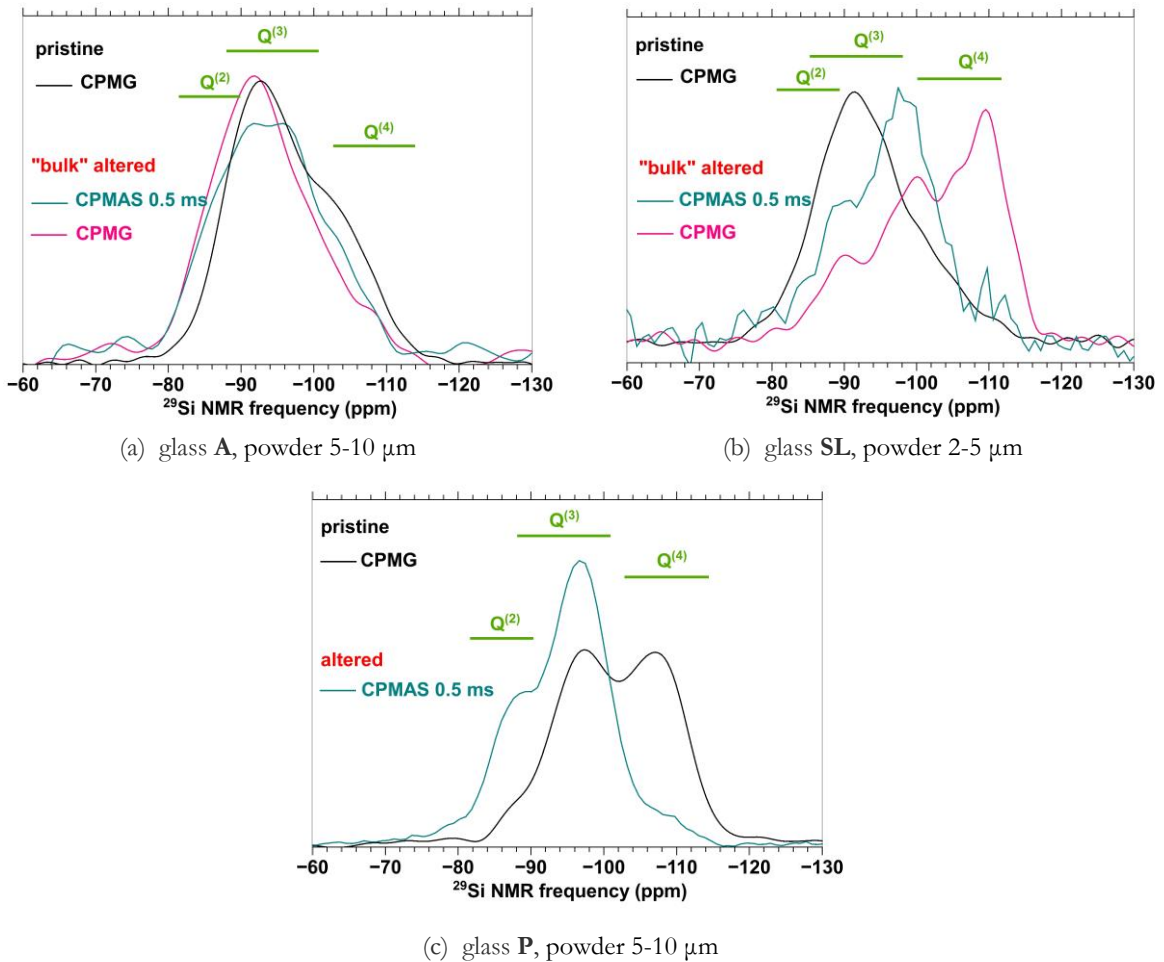 pristine
CPMG
Q(3)
Q(2)
Q(4)
"bulk" altered
CPMAS 0.5 ms
CPMG
−60 −70 −80 −90 −100 −110 −120 −130
29Si NMR frequency (ppm)
(a) glass A, powder 5-10 µm
pristine
CPMG
Q(3)
Q(2)
Q(4)
"bulk" altered
CPMAS 0.5 ms
CPMG
−60 −70 −80 −90 −100 −110 −120 −130
29Si NMR frequency (ppm)
(b) glass SL, powder 2-5 µm
pristine
CPMG
Q(3)
Q(4)
Q(2)
altered
CPMAS 0.5 ms
−60 −70 −80 −90 −100 −110 −120 −130
29Si NMR frequency (ppm)
(c) glass P, powder 5-10 µm